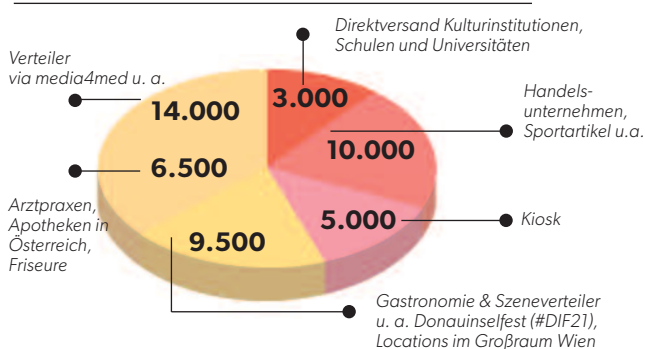 Direktversand Kulturinstitutionen,
Schulen und Universitäten
3.000
Handels-
unternehmen,
Sportartikel u.a.
10.000
Kiosk
5.000
Gastronomie & Szeneverteiler
u. a. Donauinselfest (#DIF21),
Locations im Großraum Wien
9.500
Arztpraxen,
Apotheken in
Österreich,
Friseure
6.500
Verteiler
via media4med u. a.
14.000